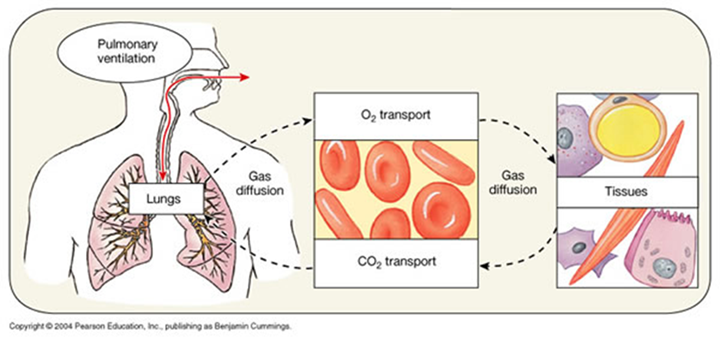 Pulmonary
ventilation
O₂ transport
Gas
diffusion
Lungs
Gas
diffusion
Tissues
CO₂ transport
Copyright © 2004 Pearson Education, Inc., publishing as Benjamin Cummings.